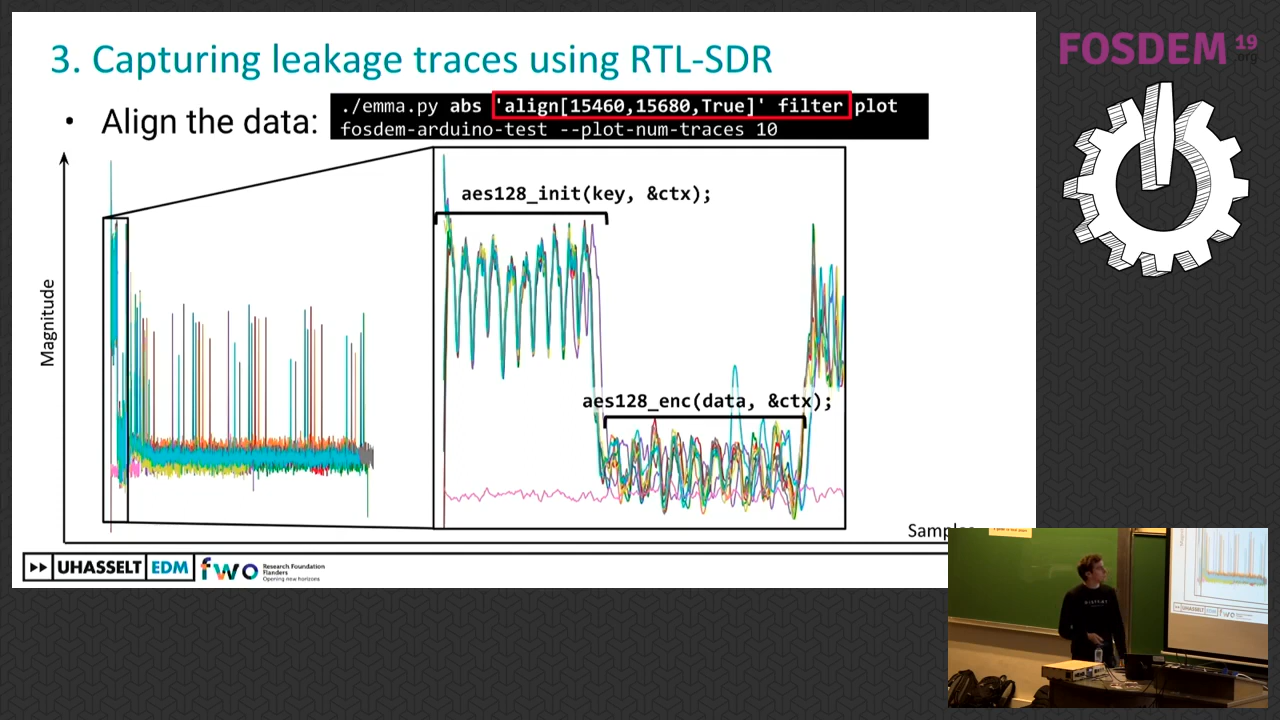 3. Capturing leakage traces using RTL-SDR
FOSDEM 19
.org
• Align the data:
./emma.py abs 'align[15460,15680,True]' filter plot
fosdem-arduino-test --plot-num-traces 10
aes128_init(key, &ctx);
Magnitude
aes128_enc(data, &ctx);
UHASSELT EDM
fwo Research Foundation
Flanders
Opening new horizons
UHASSELT
fwo